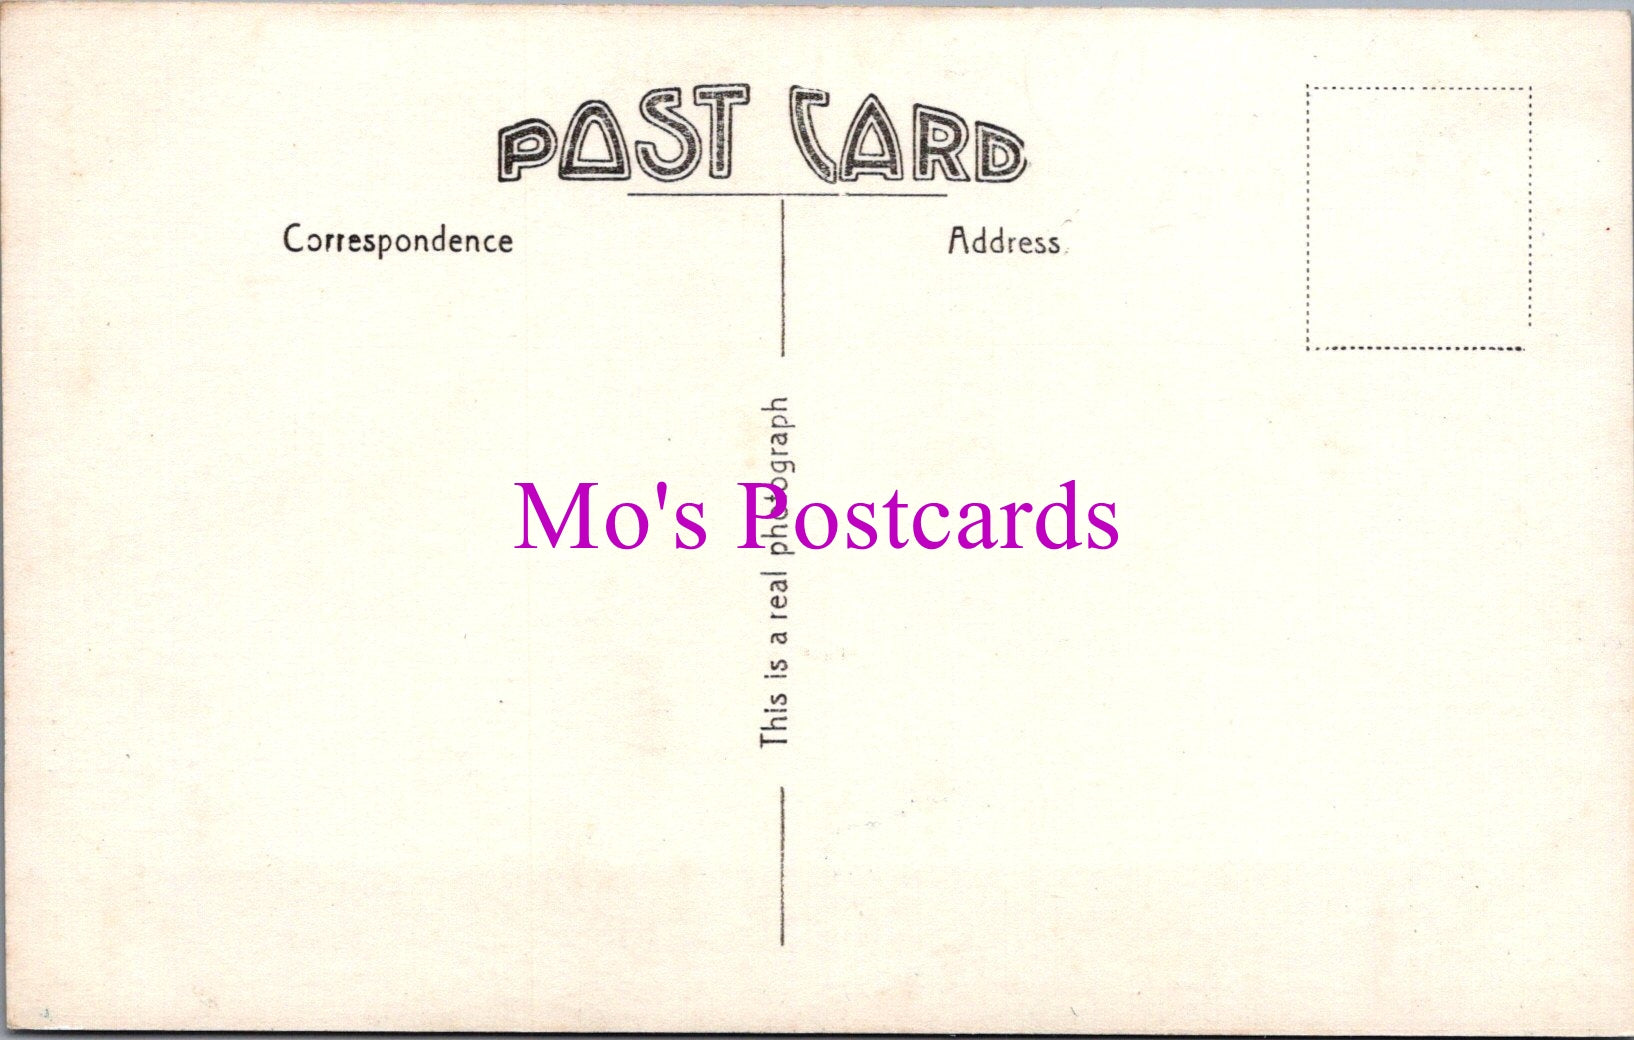 POST CARD
Correspondence
Address
This is a real photograph
Mo's Postcards